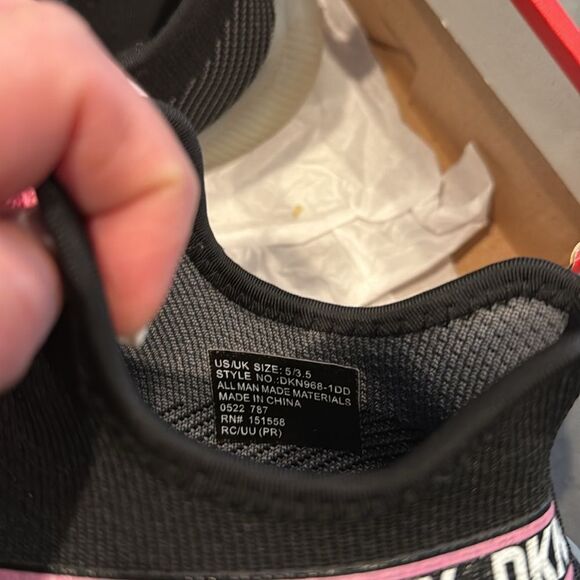 US/UK SIZE: 5/3.5
STYLE NO.:DKN968-1DD
ALL MAN MADE MATERIALS
MADE IN CHINA
0522 787
RN# 151558
RC/UU (PR)
DKN